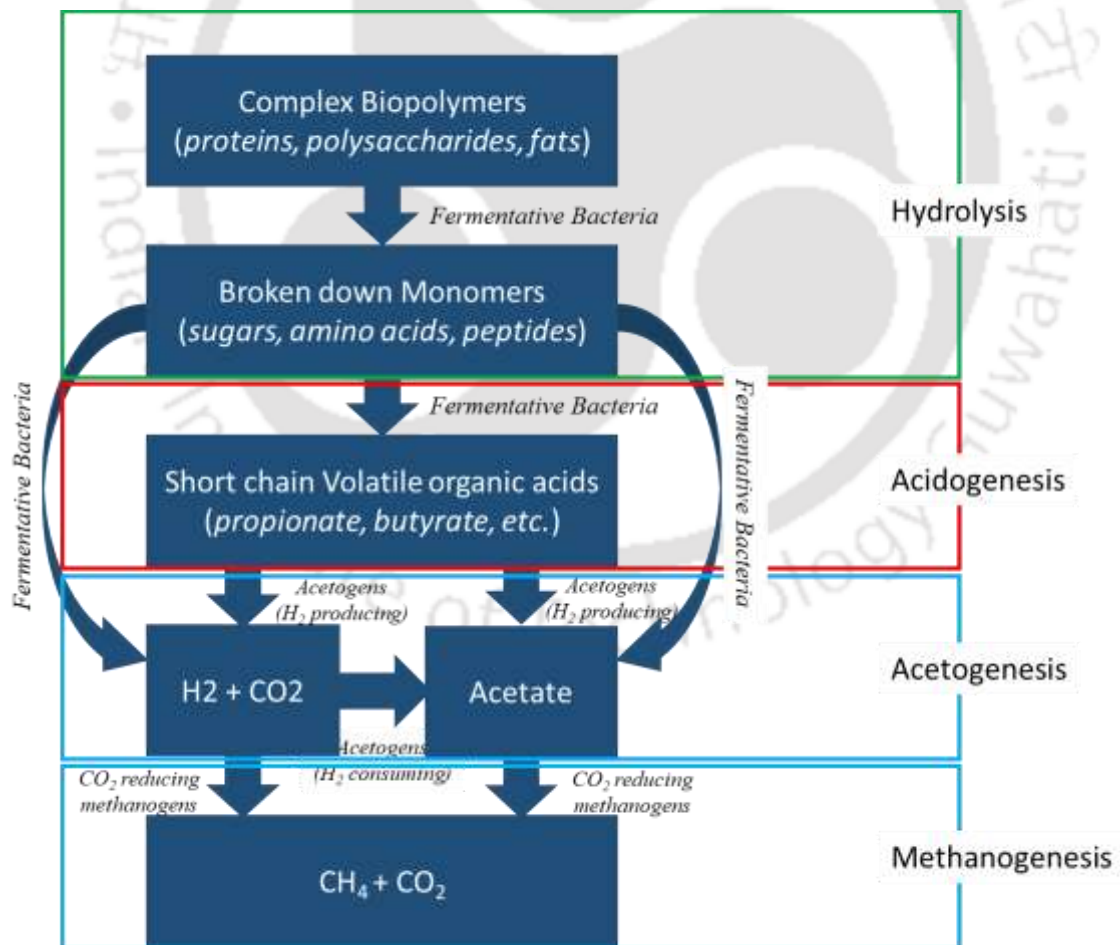 Complex Biopolymers
(proteins, polysaccharides, fats)
Fermentative Bacteria
Hydrolysis
Broken down Monomers
(sugars, amino acids, peptides)
Fermentative Bacteria
Fermentative Bacteria
Fermentative Bacteria
Short chain Volatile organic acids
(propionate, butyrate, etc.)
Acidogenesis
Acetogens
(H₂ producing)
Acetogens
(H₂ producing)
H2 + CO2
Acetate
Acetogenesis
Acetogens
(H₂ consuming)
CO₂ reducing
methanogens
CO₂ reducing
methanogens
CH₄ + CO₂
Methanogenesis